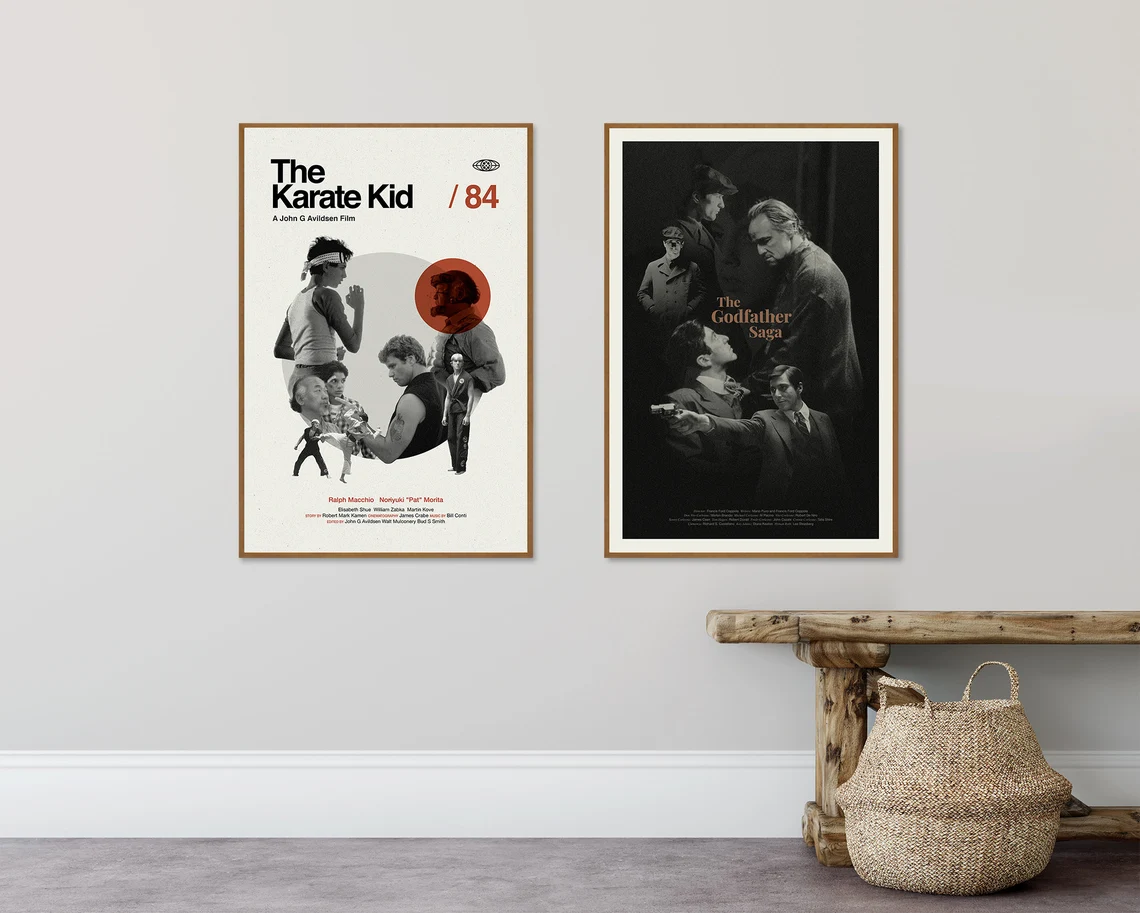 The
Karate Kid
/ 84
A John G Avildsen Film
Ralph Macchio Noriyuki "Pat" Morita
Elisabeth Shue William Zabka Martin Kove
STORY BY Robert Mark Kamen CINEMATOGRAPHY James Crabe MUSIC BY Bill Conti
EDITED BY John G Avildsen Walt Mulconery Bud S Smith
The
Godfather
Saga